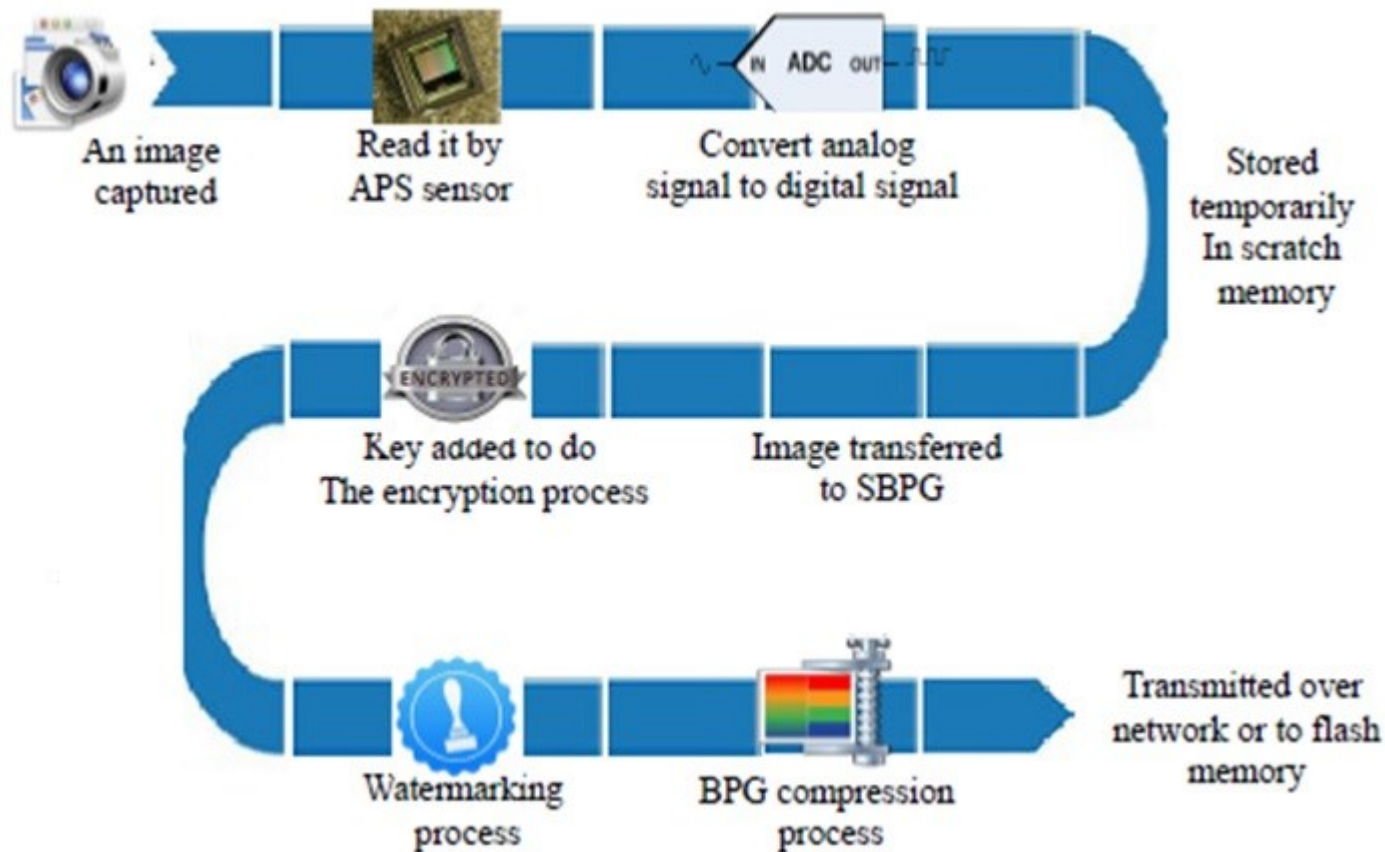 An image
captured
Read it by
APS sensor
IN ADC OUT
Convert analog
signal to digital signal
Stored
temporarily
In scratch
memory
Image transferred
to SBPG
ENCRYPTED
Key added to do
The encryption process
Watermarking
process
BPG compression
process
Transmitted over
network or to flash
memory